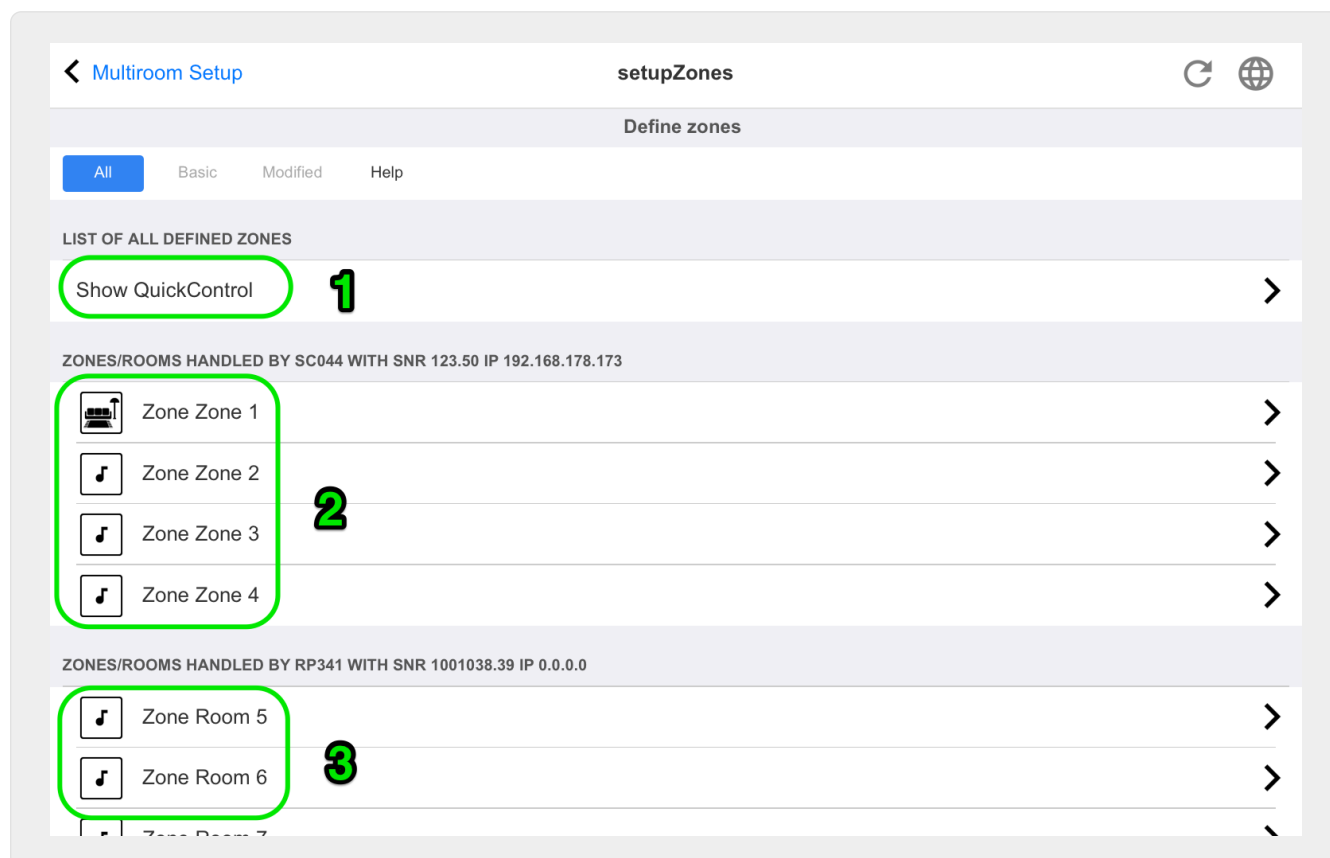 Multiroom Setup setupZones
Define zones
All Basic Modified Help
LIST OF ALL DEFINED ZONES
Show QuickControl 1
ZONES/ROOMS HANDLED BY SC044 WITH SNR 123.50 IP 192.168.178.173
Zone Zone 1
Zone Zone 2
2
Zone Zone 3
Zone Zone 4
ZONES/ROOMS HANDLED BY RP341 WITH SNR 1001038.39 IP 0.0.0.0
Zone Room 5
3
Zone Room 6
Zone Room 7